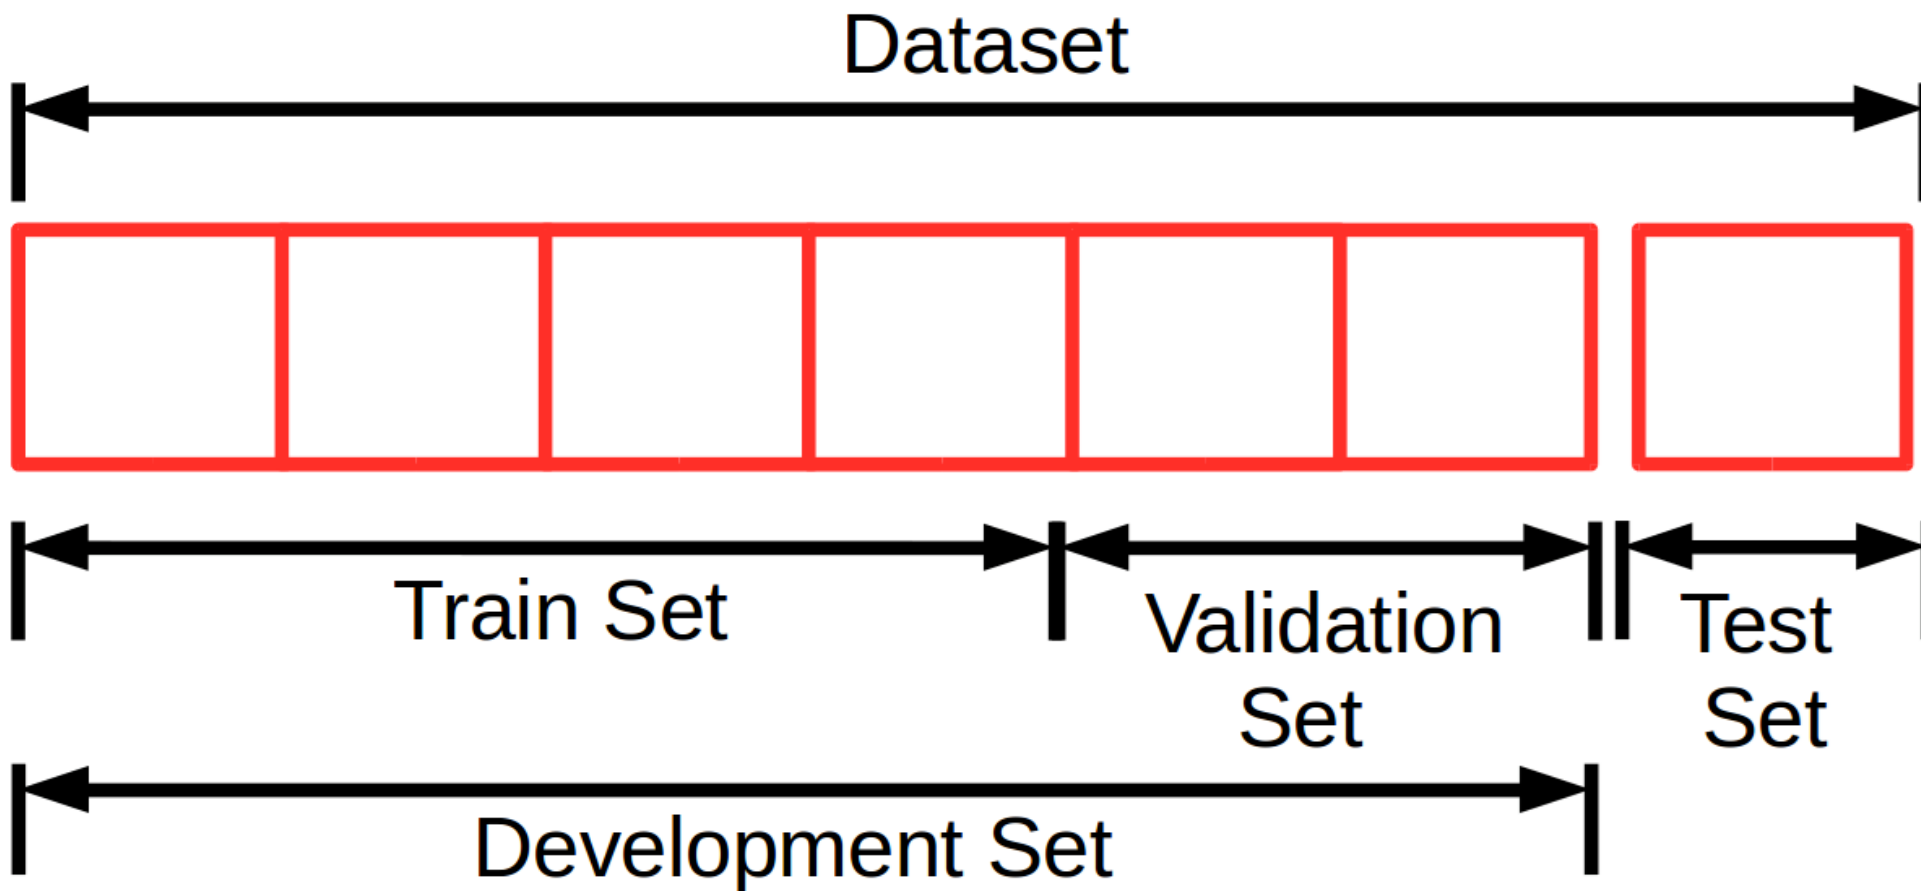 Dataset
Train Set
Validation
Set
Test
Set
Development Set